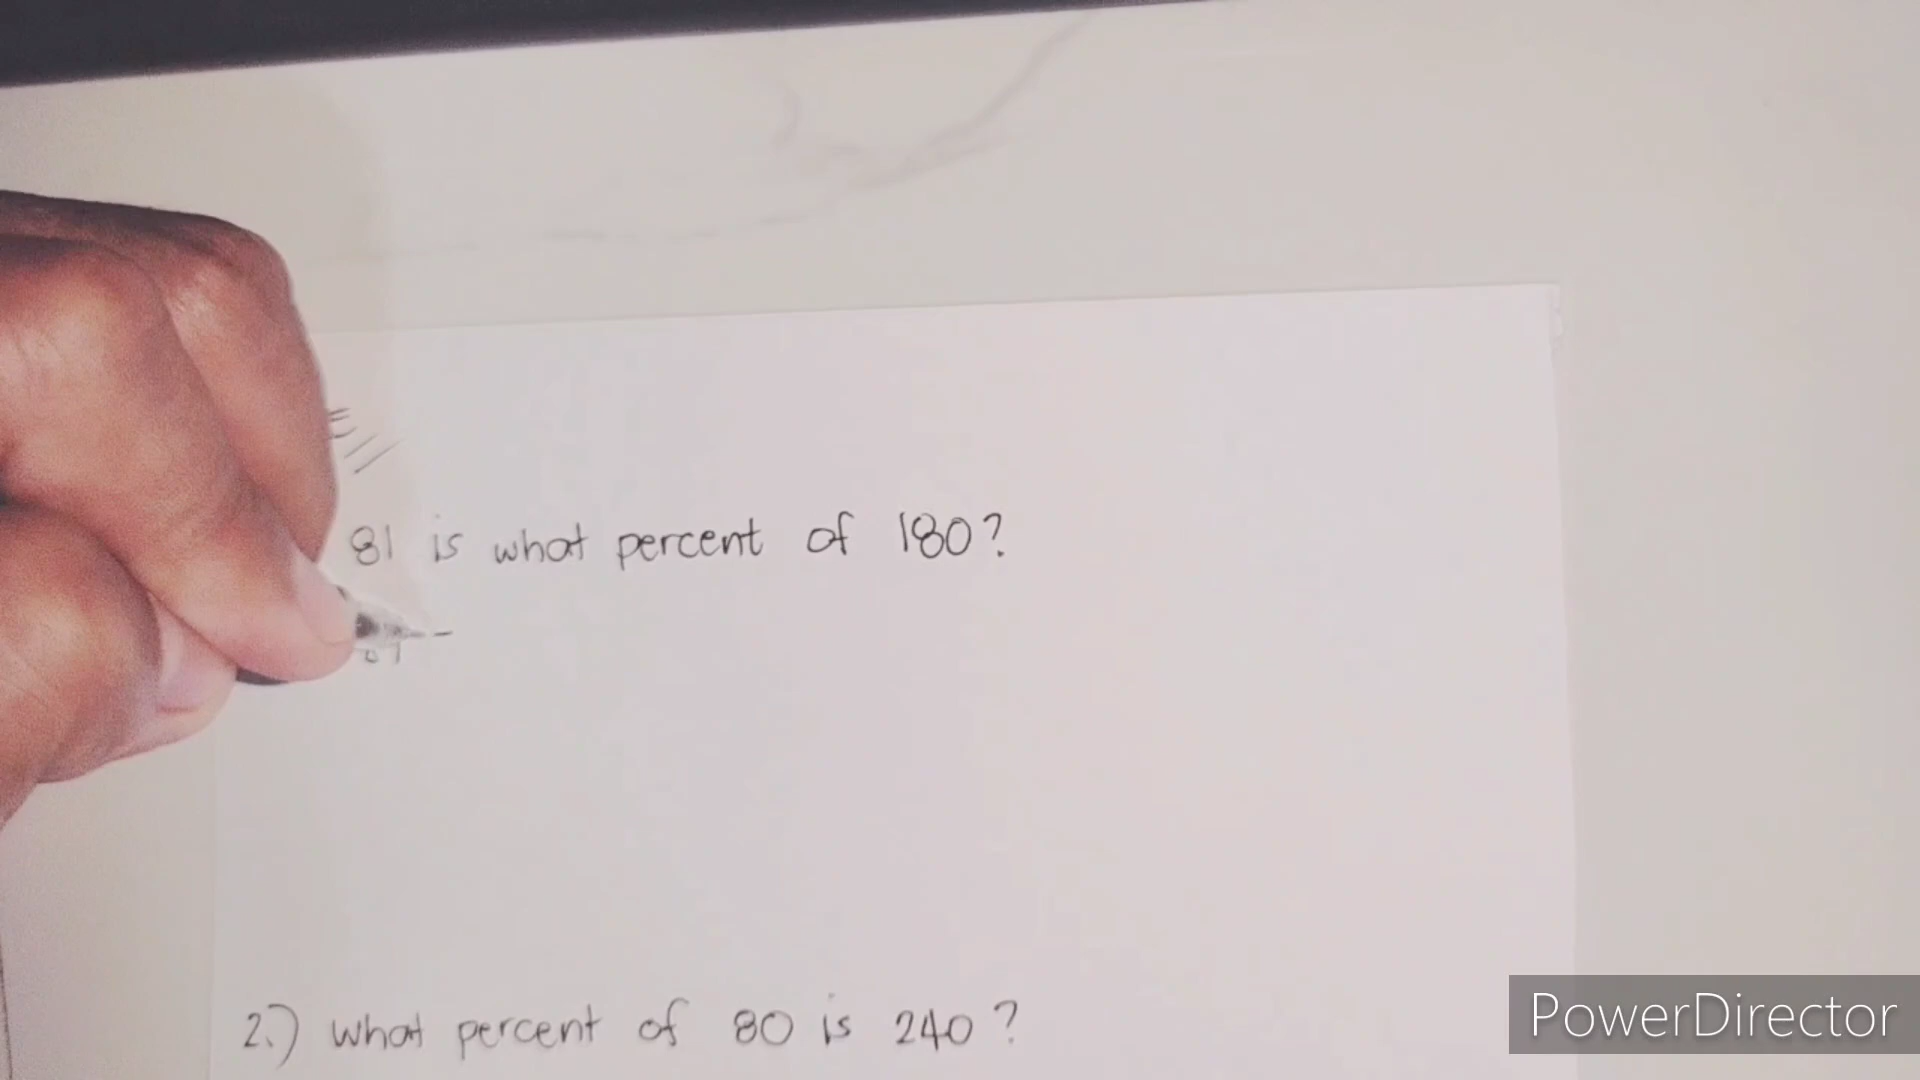 81 is what percent of 180?
2.) what percent of 80 is 240?
PowerDirector